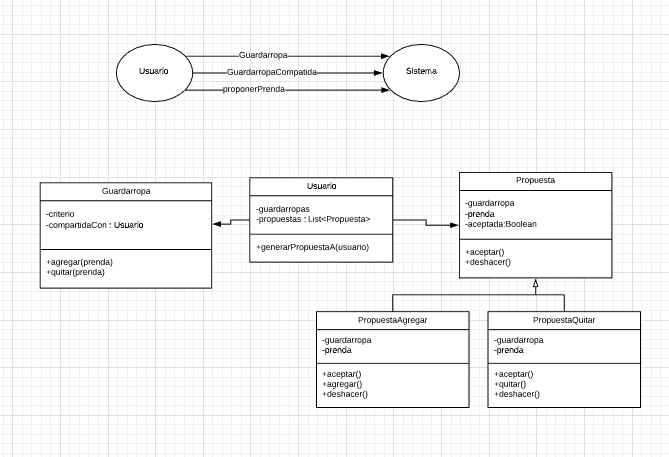 Usuario
Guardarropa
GuardarropaCompatida
proponerPrenda
Sistema
Guardarropa
-criterio
-compartidaCon : Usuario
+agregar(prenda)
+quitar(prenda)
Usuario
-guardarropas
-propuestas : List<Propuesta>
+generarPropuestaA(usuario)
Propuesta
-guardarropa
-prenda
-aceptada:Boolean
+aceptar()
+deshacer()
PropuestaAgregar
-guardarropa
-prenda
+aceptar()
+agregar()
+deshacer()
PropuestaQuitar
-guardarropa
-prenda
+aceptar()
+quitar()
+deshacer()